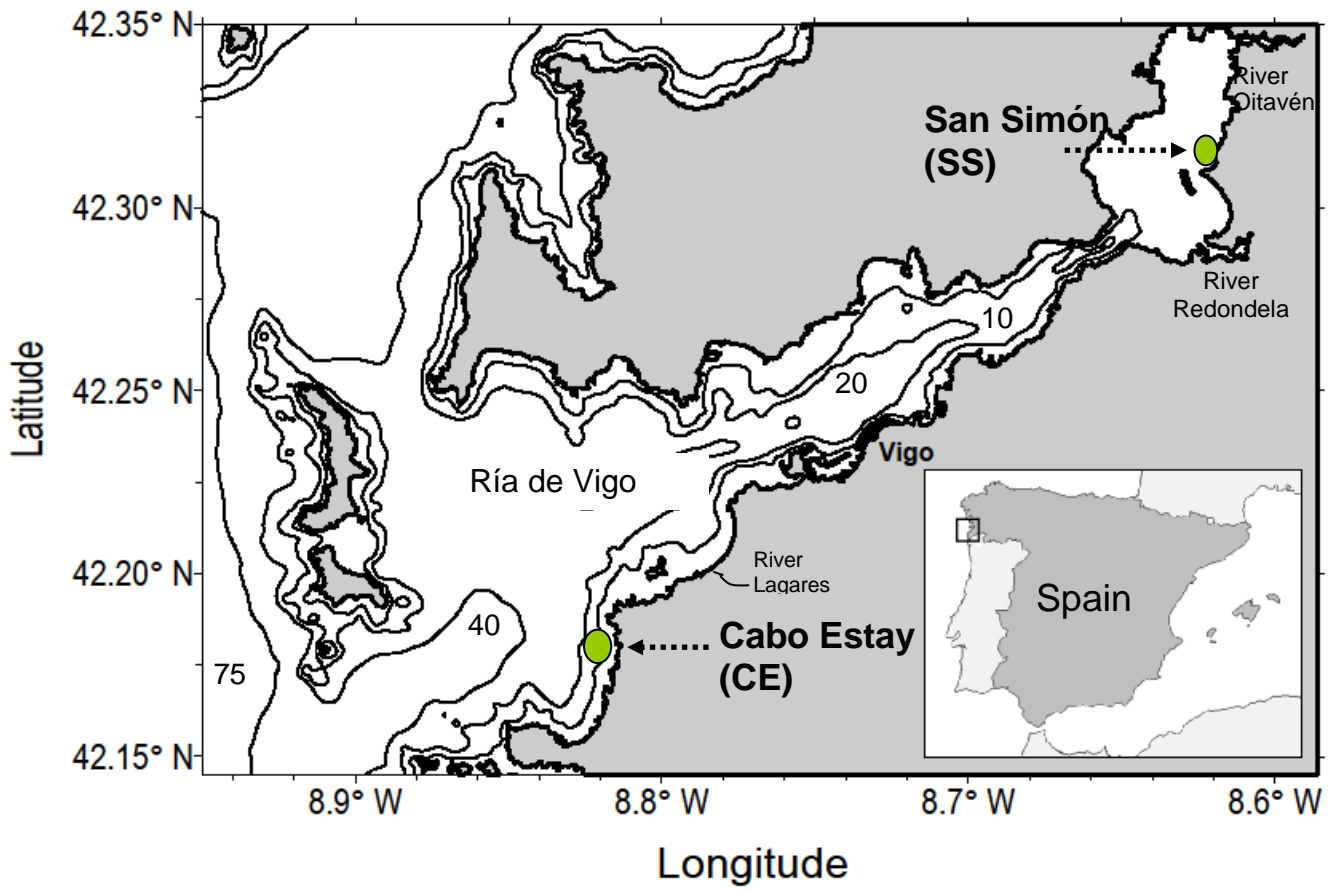 42.35° N
42.30° N
42.25° N
42.20° N
42.15° N
Latitude
River
Oitavén
San Simón
(SS)
River
Redondela
10
20
Vigo
Ría de Vigo
River
Lagares
40
75
Cabo Estay
(CE)
Spain
8.9° W
8.8° W
8.7° W
8.6° W
Longitude